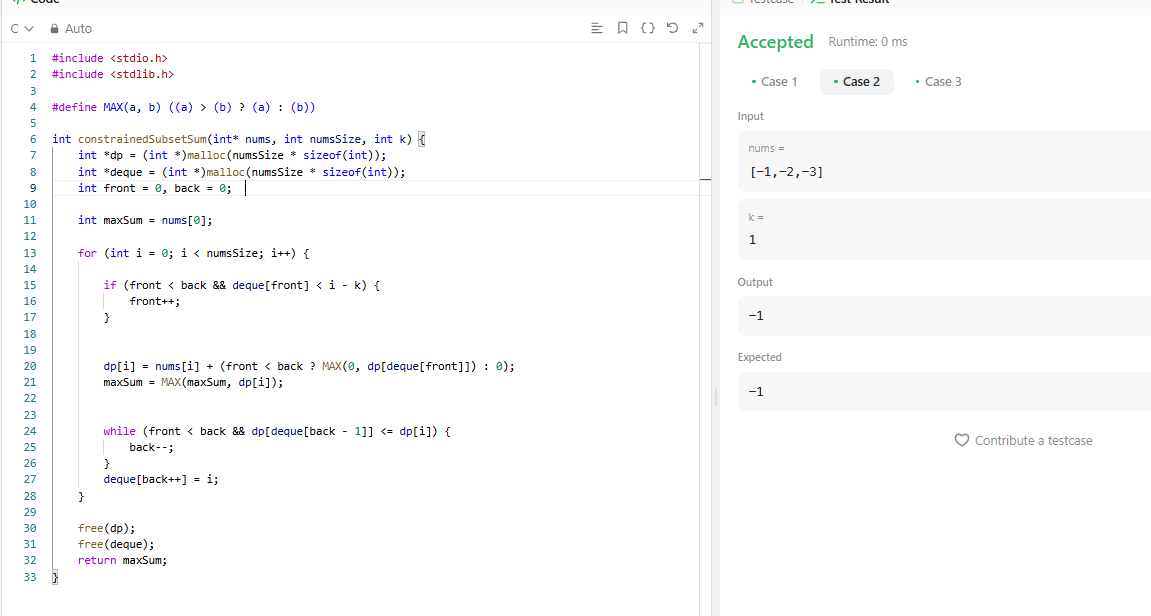 </> Code
Testcase
Test Result
C
Auto
1 #include <stdio.h>
2 #include <stdlib.h>
3
4 #define MAX(a, b) ((a) > (b) ? (a) : (b))
5
6 int constrainedSubsetSum(int* nums, int numsSize, int k) {
7     int *dp = (int *)malloc(numsSize * sizeof(int));
8     int *deque = (int *)malloc(numsSize * sizeof(int));
9     int front = 0, back = 0;
10
11     int maxSum = nums[0];
12
13     for (int i = 0; i < numsSize; i++) {
14
15         if (front < back && deque[front] < i - k) {
16             front++;
17         }
18
19
20         dp[i] = nums[i] + (front < back ? MAX(0, dp[deque[front]]) : 0);
21         maxSum = MAX(maxSum, dp[i]);
22
23
24         while (front < back && dp[deque[back - 1]] <= dp[i]) {
25             back--;
26         }
27         deque[back++] = i;
28     }
29
30     free(dp);
31     free(deque);
32     return maxSum;
33 }
Accepted Runtime: 0 ms
• Case 1 • Case 2 • Case 3
Input
nums =
[-1,-2,-3]
k =
1
Output
-1
Expected
-1
Contribute a testcase